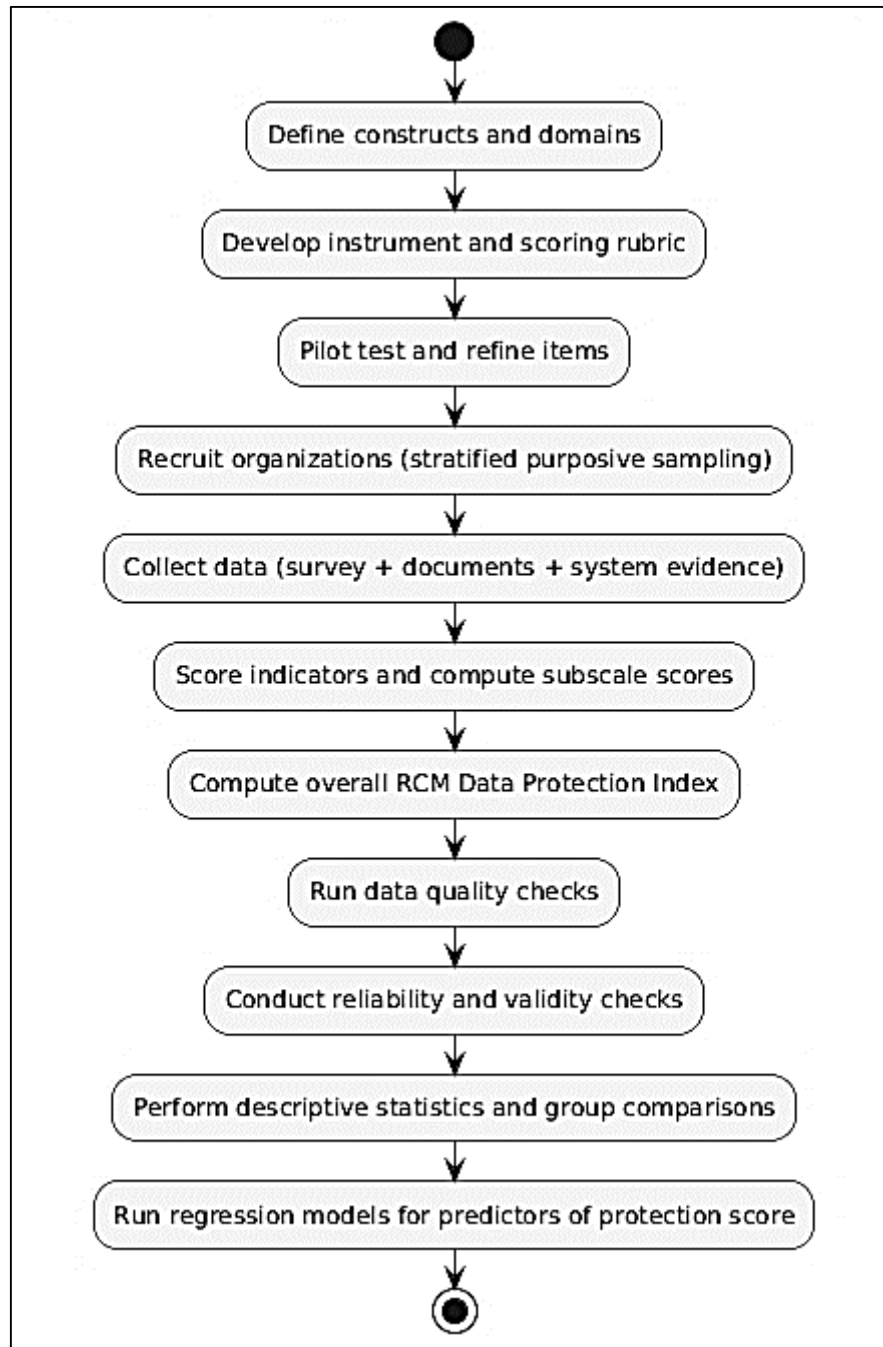 Define constructs and domains
Develop instrument and scoring rubric
Pilot test and refine items
Recruit organizations (stratified purposive sampling)
Collect data (survey + documents + system evidence)
Score indicators and compute subscale scores
Compute overall RCM Data Protection Index
Run data quality checks
Conduct reliability and validity checks
Perform descriptive statistics and group comparisons
Run regression models for predictors of protection score